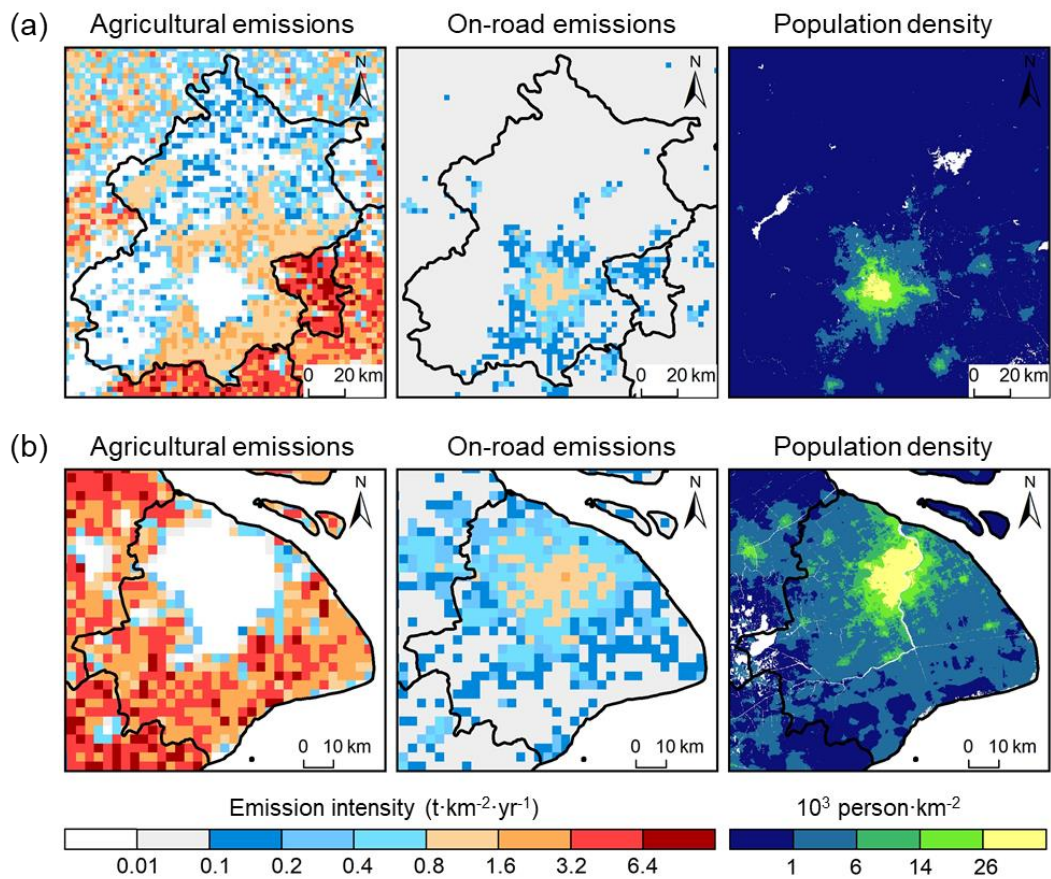 (a) Agricultural emissions On-road emissions Population density
N N N
0 20 km 0 20 km 0 20 km
(b) Agricultural emissions On-road emissions Population density
N N N
0 10 km 0 10 km 0 10 km
Emission intensity (t·km⁻²·yr⁻¹) 10³ person·km⁻²
0.01 0.1 0.2 0.4 0.8 1.6 3.2 6.4 1 6 14 26